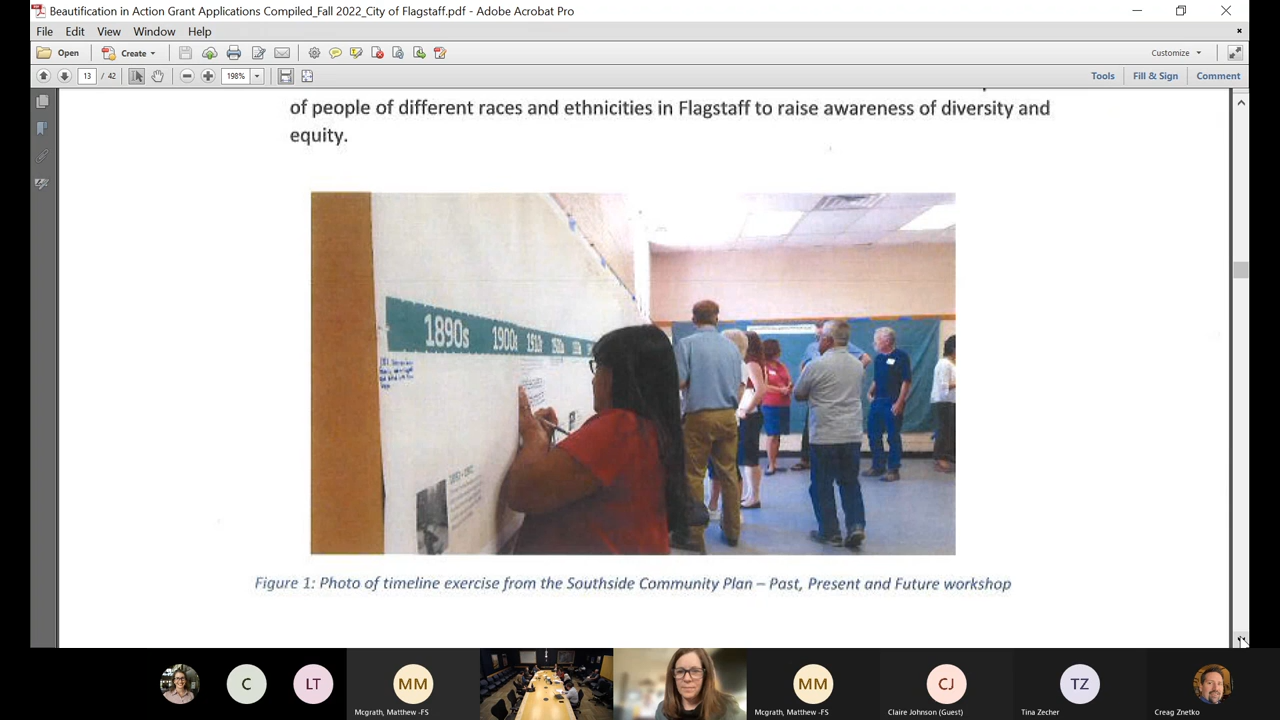 Beautification in Action Grant Applications Compiled_Fall 2022_City of Flagstaff.pdf - Adobe Acrobat Pro
File Edit View Window Help
Open Create Customize
13 / 42 198% Tools Fill & Sign Comment
of people of different races and ethnicities in Flagstaff to raise awareness of diversity and
equity.
1890s 1900s 1910s
Figure 1: Photo of timeline exercise from the Southside Community Plan – Past, Present and Future workshop
C LT MM MM CJ TZ
Mcgrath, Matthew -FS Mcgrath, Matthew -FS Claire Johnson (Guest) Tina Zecher Creag Znetko